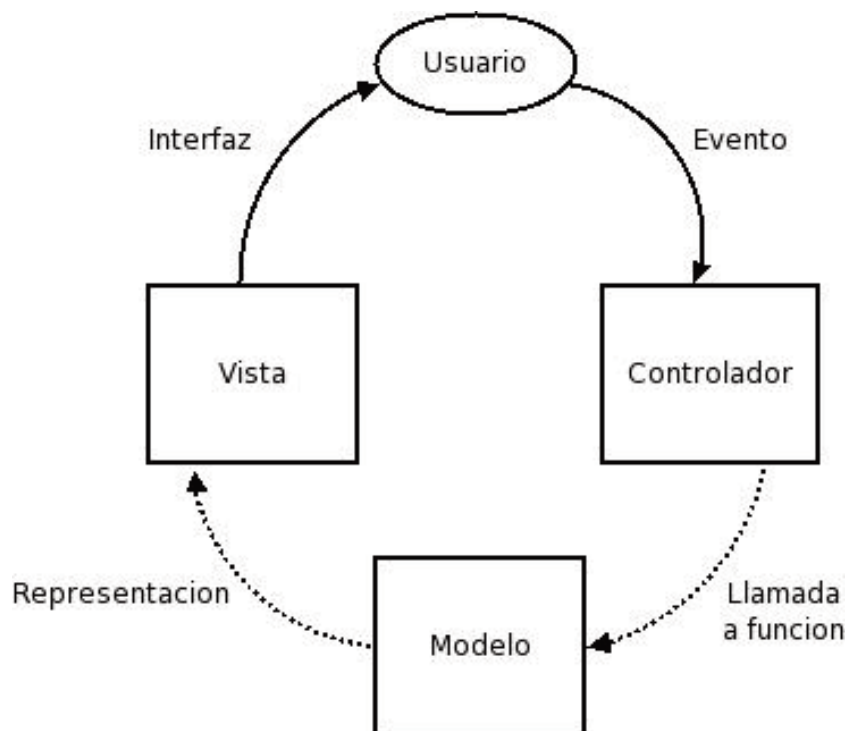 Usuario
Interfaz
Evento
Vista
Controlador
Representacion
Llamada
a funcion
Modelo